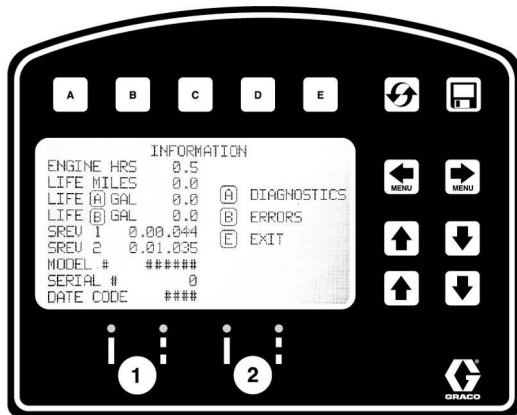 A B C D E
INFORMATION
ENGINE HRS 0.5
LIFE MILES 0.0
LIFE A GAL 0.0
LIFE B GAL 0.0
SREV 1 0.00.044
SREV 2 0.01.035
MODEL # ######
SERIAL # 0
DATE CODE ####
A DIAGNOSTICS
B ERRORS
E EXIT
MENU MENU
1 2
GRACO